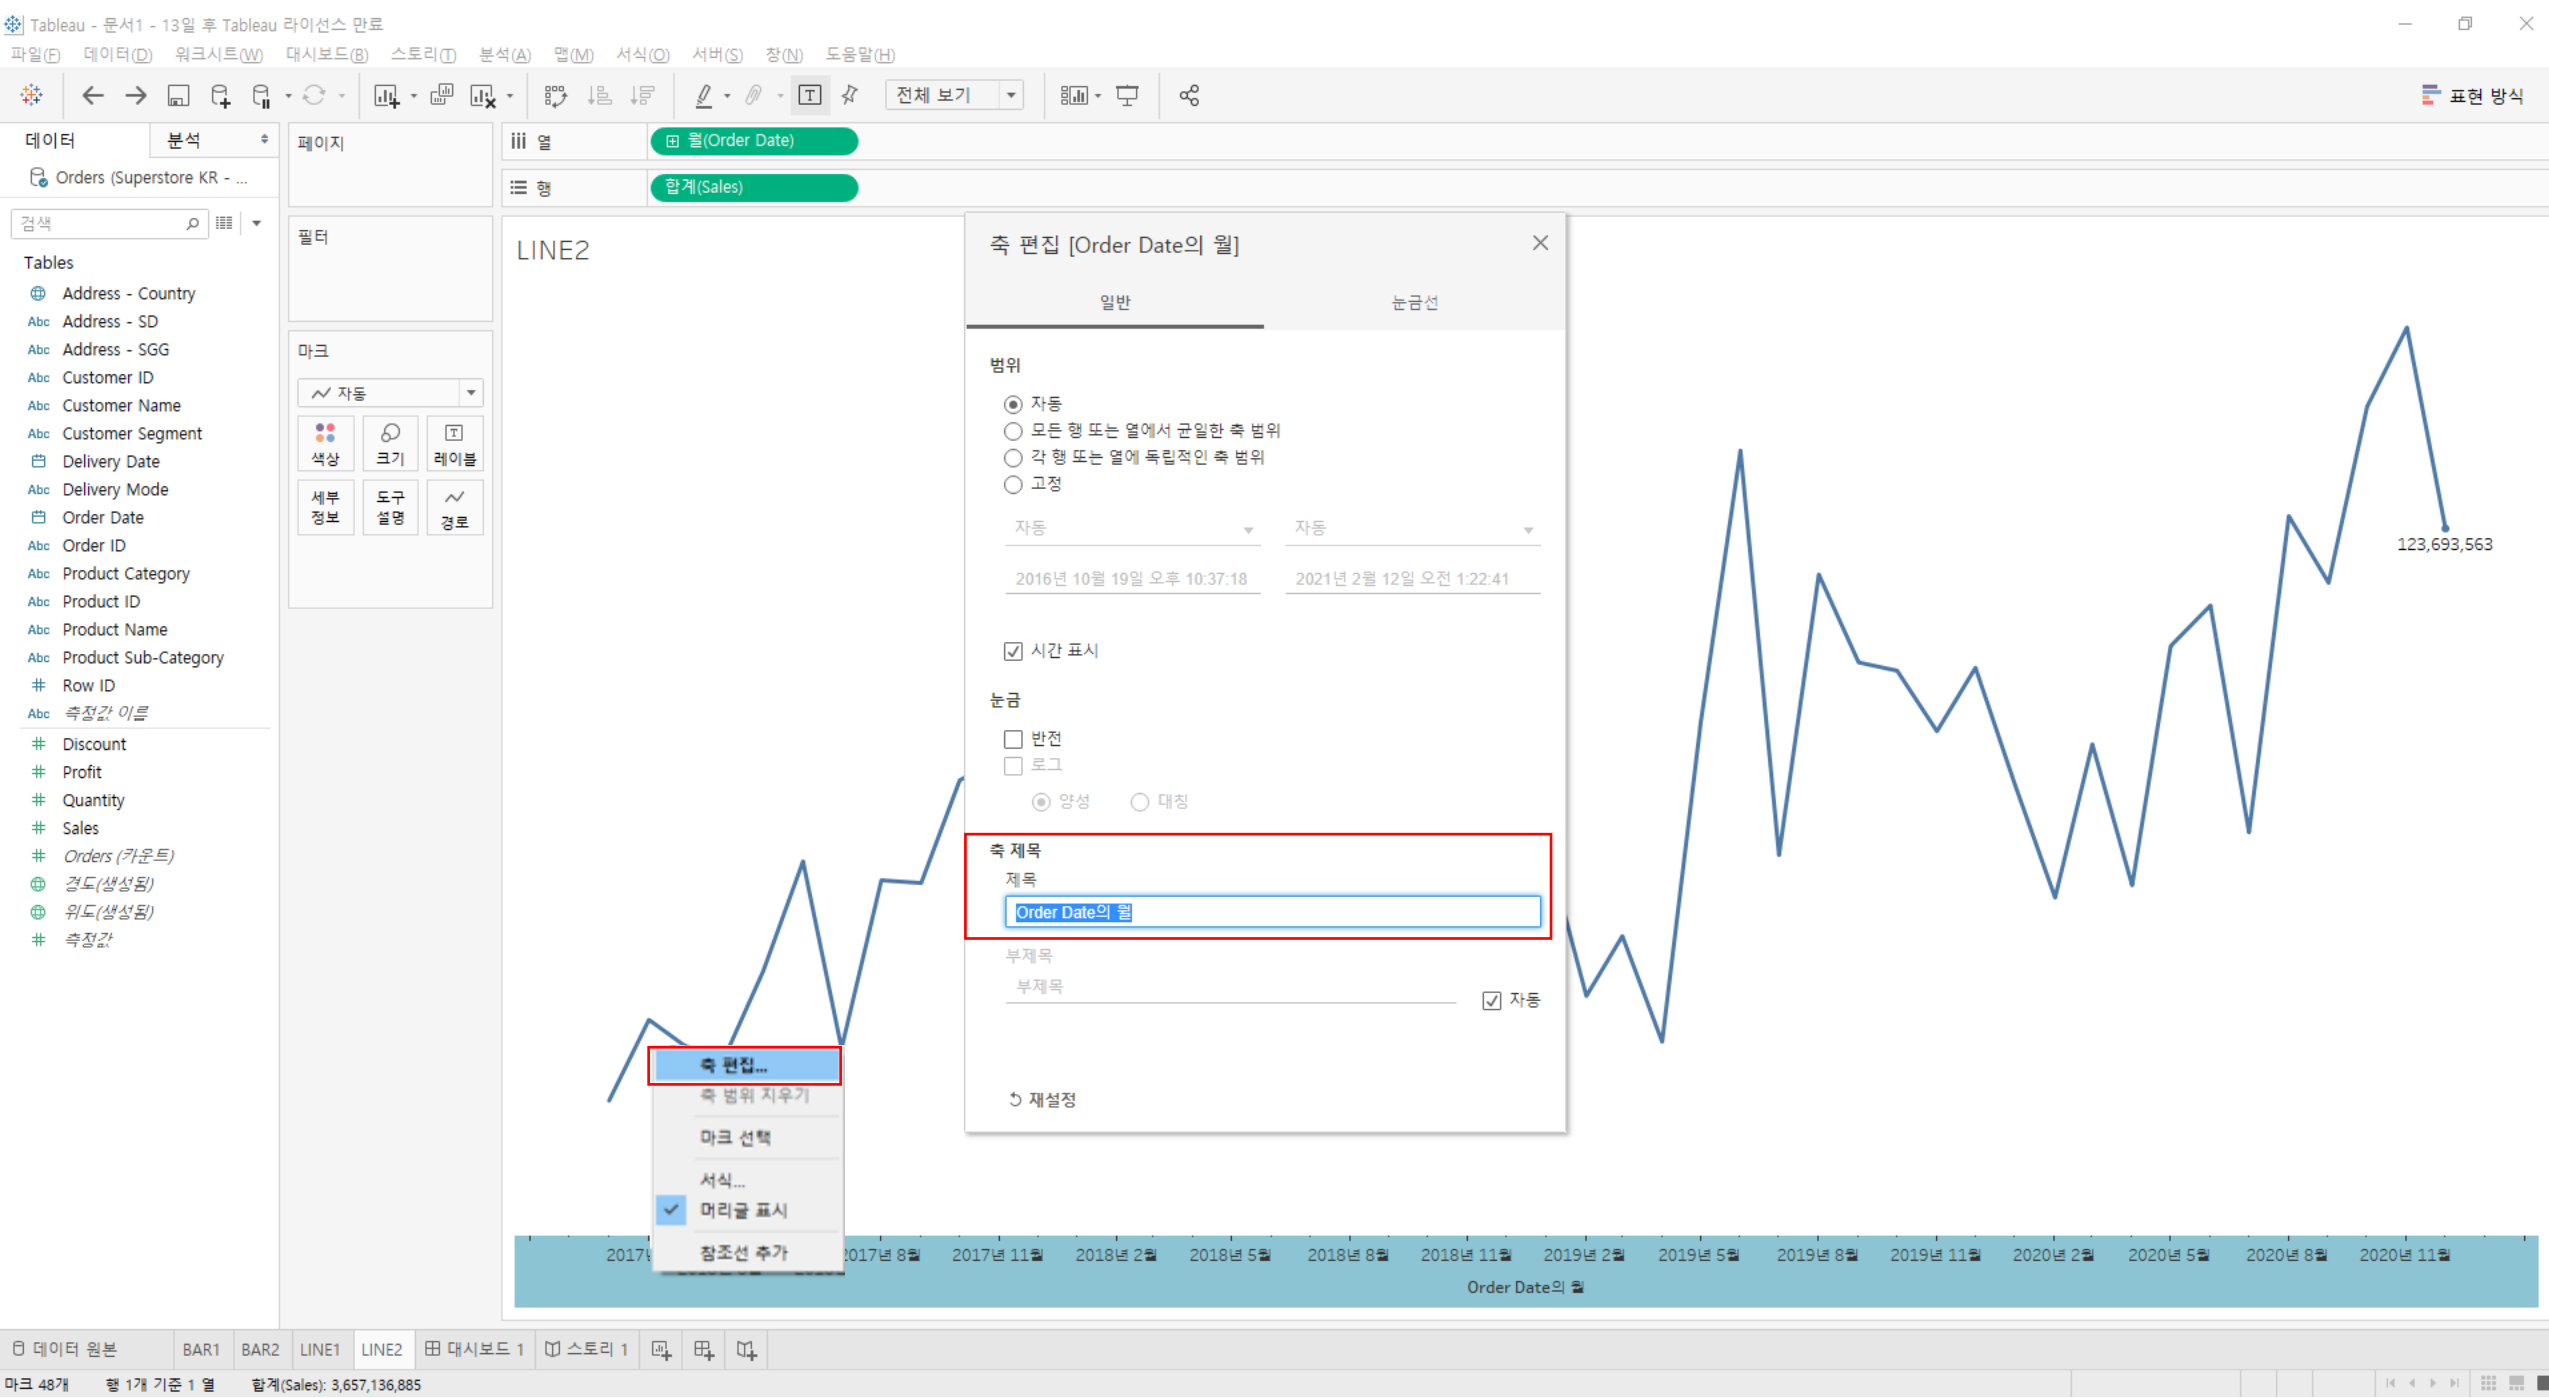 Tableau - 문서1 - 13일 후 Tableau 라이선스 만료
파일(F) 데이터(D) 워크시트(W) 대시보드(B) 스토리(T) 분석(A) 맵(M) 서식(O) 서버(S) 창(N) 도움말(H)
전체 보기
표현 방식
데이터 분석
Orders (Superstore KR - ...
검색
Tables
Address - Country
Abc Address - SD
Abc Address - SGG
Abc Customer ID
Abc Customer Name
Abc Customer Segment
Delivery Date
Abc Delivery Mode
Order Date
Abc Order ID
Abc Product Category
Abc Product ID
Abc Product Name
Abc Product Sub-Category
# Row ID
Abc 측정값 이름
# Discount
# Profit
# Quantity
# Sales
# Orders (카운트)
경도(생성됨)
위도(생성됨)
# 측정값
페이지
필터
마크
자동
색상 크기 레이블
세부 정보 도구 설명 경로
열 월(Order Date)
행 합계(Sales)
LINE2
축 편집 [Order Date의 월]
일반 눈금선
범위
자동
모든 행 또는 열에서 균일한 축 범위
각 행 또는 열에 독립적인 축 범위
고정
자동 자동
2016년 10월 19일 오후 10:37:18 2021년 2월 12일 오전 1:22:41
시간 표시
눈금
반전
로그
양성 대칭
축 제목
제목
Order Date의 월
부제목
부제목
자동
재설정
123,693,563
축 편집...
축 범위 지우기
마크 선택
서식...
머리글 표시
참조선 추가
2017년 8월 2017년 11월 2018년 2월 2018년 5월 2018년 8월 2018년 11월 2019년 2월 2019년 5월 2019년 8월 2019년 11월 2020년 2월 2020년 5월 2020년 8월 2020년 11월
Order Date의 월
데이터 원본 BAR1 BAR2 LINE1 LINE2 대시보드 1 스토리 1
마크 48개 행 1개 기준 1 열 합계(Sales): 3,657,136,885